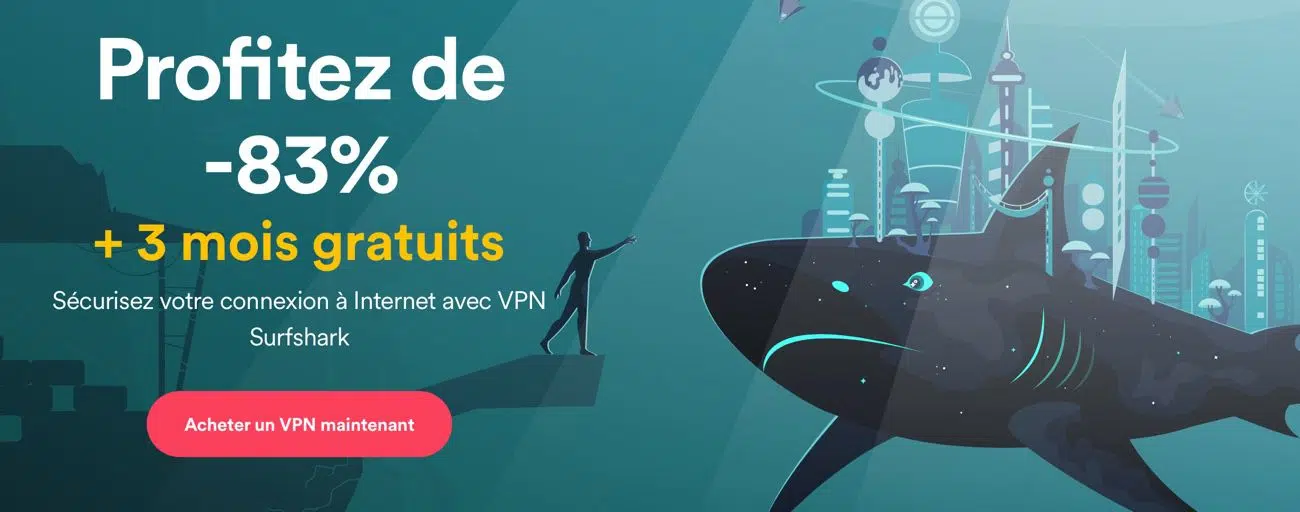 Profitez de
-83%
+ 3 mois gratuits
Sécurisez votre connexion à Internet avec VPN
Surfshark
Acheter un VPN maintenant